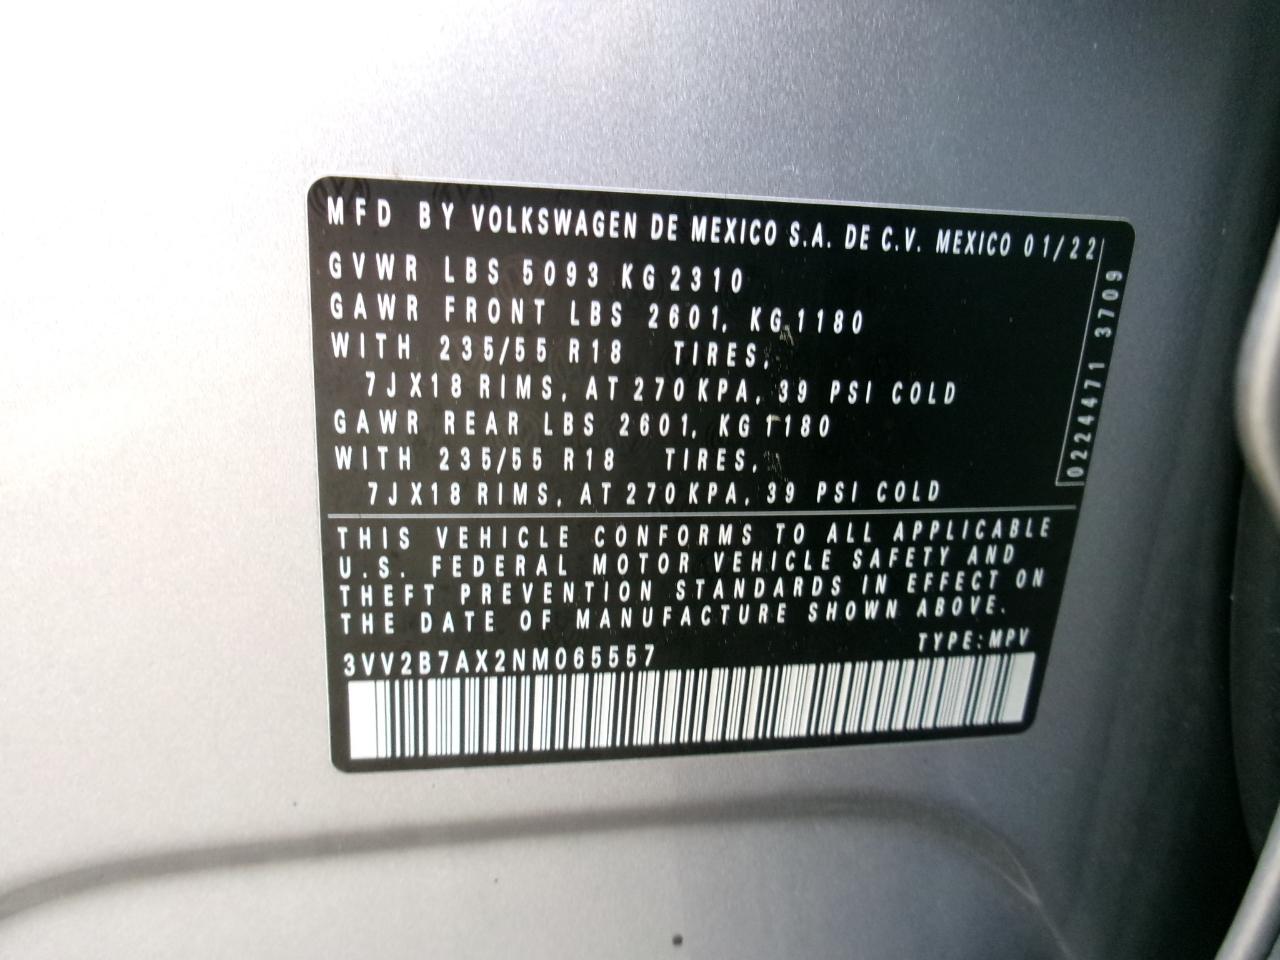 MFD BY VOLKSWAGEN DE MEXICO S.A. DE C.V. MEXICO 01/22
GVWR LBS 5093 KG 2310
GAWR FRONT LBS 2601, KG 1180
WITH 235/55 R18 TIRES,
7JX18 RIMS, AT 270 KPA, 39 PSI COLD
GAWR REAR LBS 2601, KG 1180
WITH 235/55 R18 TIRES,
7JX18 RIMS, AT 270 KPA, 39 PSI COLD
0224471 3709
THIS VEHICLE CONFORMS TO ALL APPLICABLE
U.S. FEDERAL MOTOR VEHICLE SAFETY AND
THEFT PREVENTION STANDARDS IN EFFECT ON
THE DATE OF MANUFACTURE SHOWN ABOVE.
TYPE: MPV
3VV2B7AX2NM065557